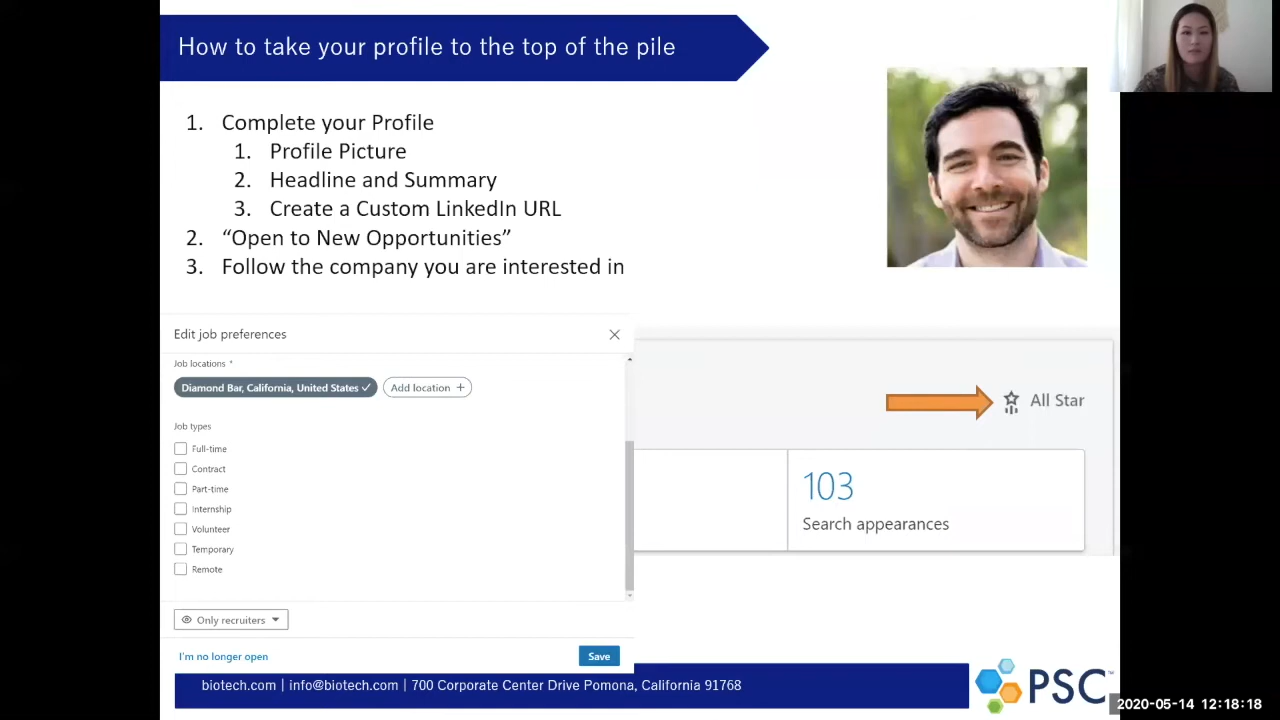 How to take your profile to the top of the pile
1. Complete your Profile
1. Profile Picture
2. Headline and Summary
3. Create a Custom LinkedIn URL
2. “Open to New Opportunities”
3. Follow the company you are interested in
Edit job preferences
Job locations *
Diamond Bar, California, United States
Add location +
Job types
Full-time
Contract
Part-time
Internship
Volunteer
Temporary
Remote
Only recruiters
I'm no longer open
Save
All Star
103
Search appearances
biotech.com | info@biotech.com | 700 Corporate Center Drive Pomona, California 91768
PSC™
2020-05-14 12:18:18